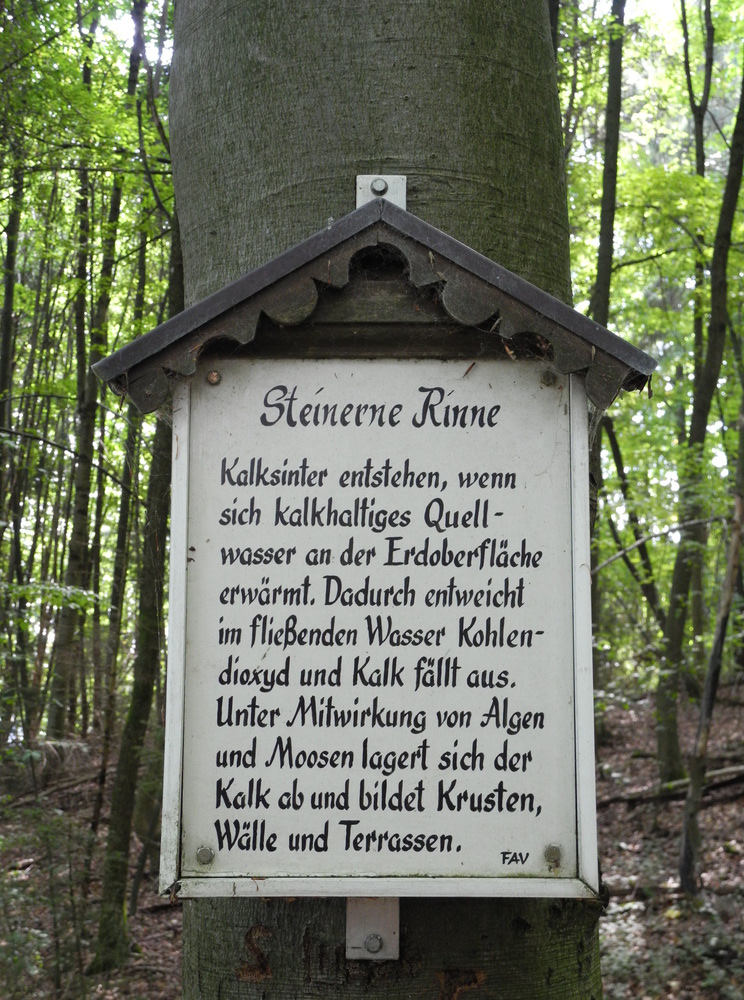 Steinerne Rinne
Kalksinter entstehen, wenn
sich kalkhaltiges Quell-
wasser an der Erdoberfläche
erwärmt. Dadurch entweicht
im fließenden Wasser Kohlen-
dioxyd und Kalk fällt aus.
Unter Mitwirkung von Algen
und Moosen lagert sich der
Kalk ab und bildet Krusten,
Wälle und Terrassen.
FAV